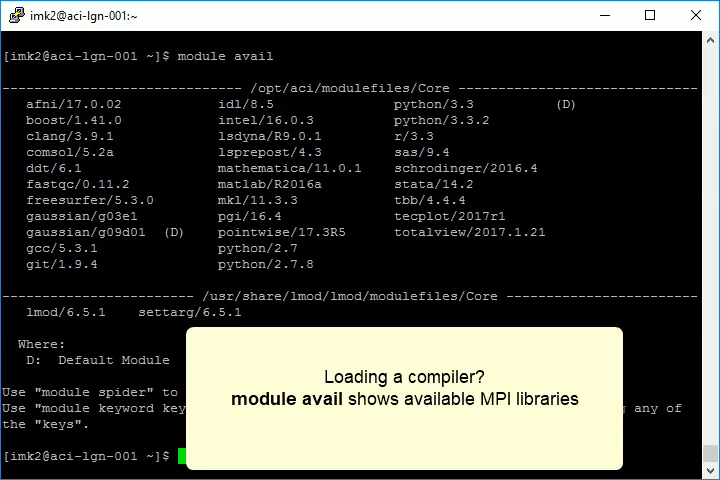 imk2@aci-lgn-001:~
[imk2@aci-lgn-001 ~]$ module avail
------------------------------ /opt/aci/modulefiles/Core ------------------------------
afni/17.0.02 idl/8.5 python/3.3 (D)
boost/1.41.0 intel/16.0.3 python/3.3.2
clang/3.9.1 lsdyna/R9.0.1 r/3.3
comsol/5.2a lsprepost/4.3 sas/9.4
ddt/6.1 mathematica/11.0.1 schrodinger/2016.4
fastqc/0.11.2 matlab/R2016a stata/14.2
freesurfer/5.3.0 mkl/11.3.3 tbb/4.4.4
gaussian/g03e1 pgi/16.4 tecplot/2017r1
gaussian/g09d01 (D) pointwise/17.3R5 totalview/2017.1.21
gcc/5.3.1 python/2.7
git/1.9.4 python/2.7.8
------------------------ /usr/share/lmod/lmod/modulefiles/Core ------------------------
lmod/6.5.1 settarg/6.5.1
Where:
D: Default Module
Use "module spider" to
Use "module keyword key any of
the "keys".
[imk2@aci-lgn-001 ~]$
Loading a compiler?
module avail shows available MPI libraries